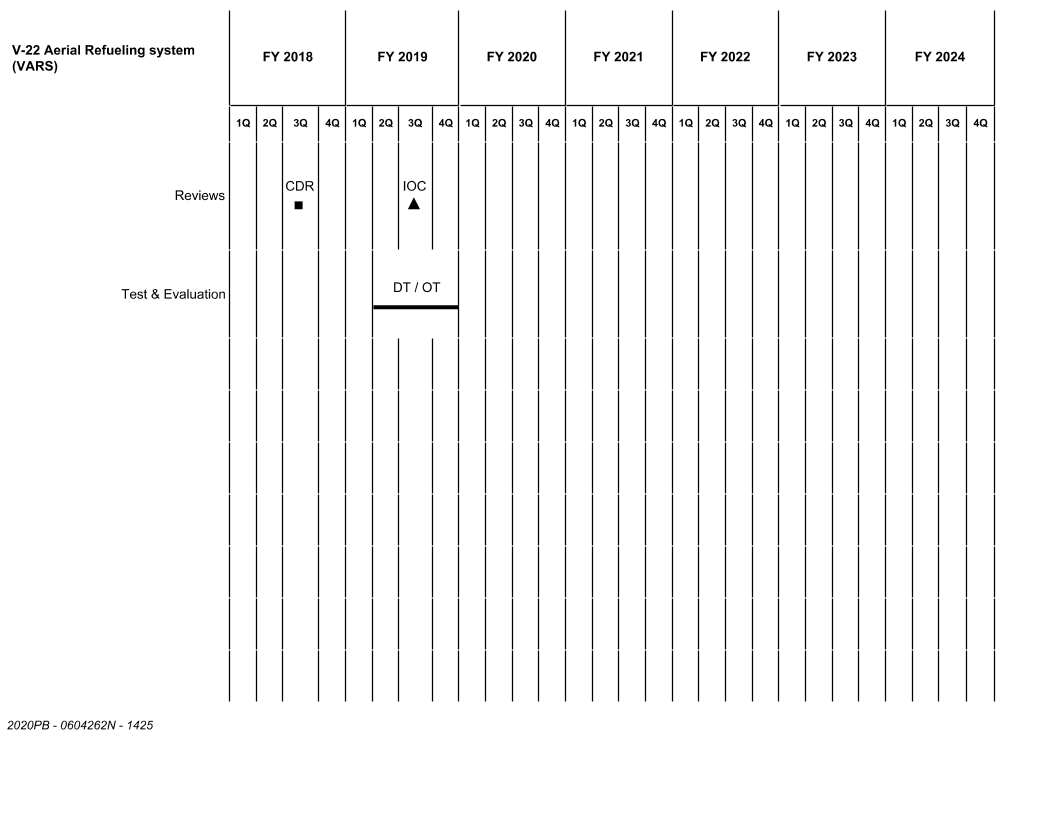 V-22 Aerial Refueling system
(VARS)
FY 2018 FY 2019 FY 2020 FY 2021 FY 2022 FY 2023 FY 2024
1Q 2Q 3Q 4Q 1Q 2Q 3Q 4Q 1Q 2Q 3Q 4Q 1Q 2Q 3Q 4Q 1Q 2Q 3Q 4Q 1Q 2Q 3Q 4Q 1Q 2Q 3Q 4Q
CDR IOC
Reviews
DT / OT
Test & Evaluation
2020PB - 0604262N - 1425